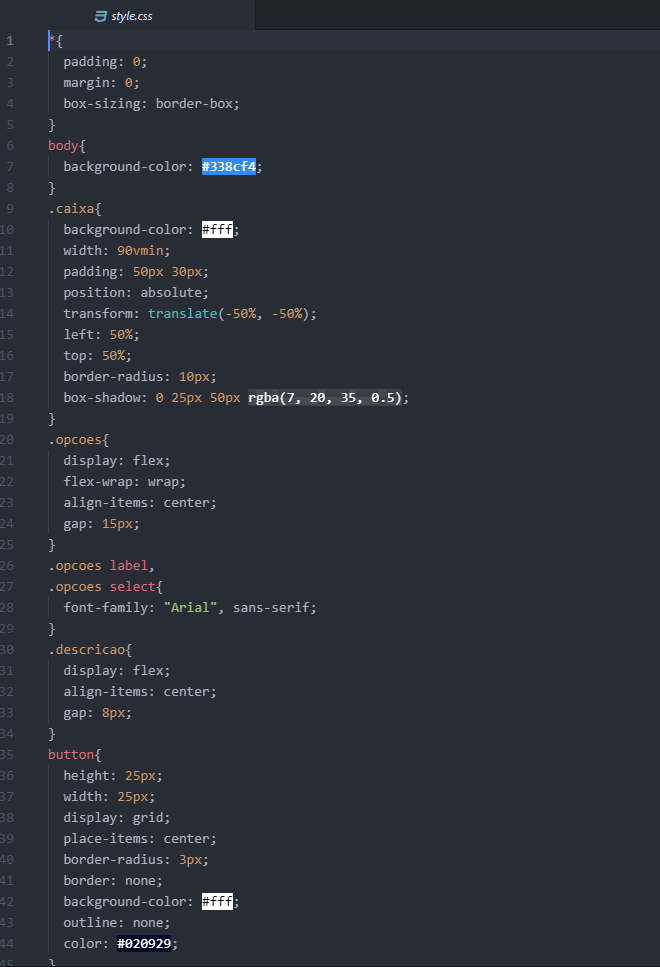 style.css
1 *{
2 padding: 0;
3 margin: 0;
4 box-sizing: border-box;
5 }
6 body{
7 background-color: #338cf4;
8 }
9 .caixa{
10 background-color: #fff;
11 width: 90vmin;
12 padding: 50px 30px;
13 position: absolute;
14 transform: translate(-50%, -50%);
15 left: 50%;
16 top: 50%;
17 border-radius: 10px;
18 box-shadow: 0 25px 50px rgba(7, 20, 35, 0.5);
19 }
20 .opcoes{
21 display: flex;
22 flex-wrap: wrap;
23 align-items: center;
24 gap: 15px;
25 }
26 .opcoes label,
27 .opcoes select{
28 font-family: "Arial", sans-serif;
29 }
30 .descricao{
31 display: flex;
32 align-items: center;
33 gap: 8px;
34 }
35 button{
36 height: 25px;
37 width: 25px;
38 display: grid;
39 place-items: center;
40 border-radius: 3px;
41 border: none;
42 background-color: #fff;
43 outline: none;
44 color: #020929;
45 }